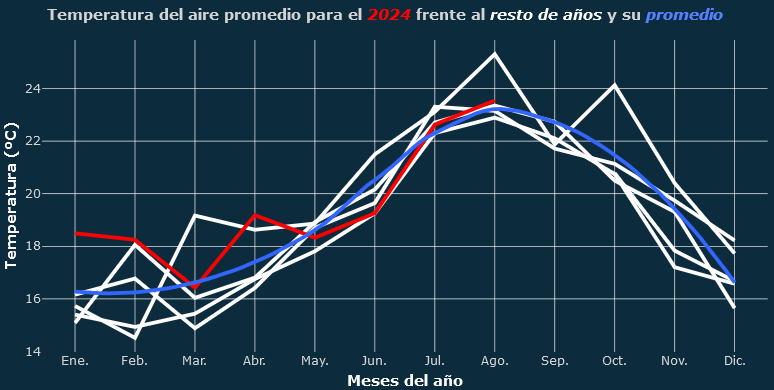 Temperatura del aire promedio para el 2024 frente al resto de años y su promedio
Temperatura (ºC)
24
22
20
18
16
14
Ene. Feb. Mar. Abr. May. Jun. Jul. Ago. Sep. Oct. Nov. Dic.
Meses del año